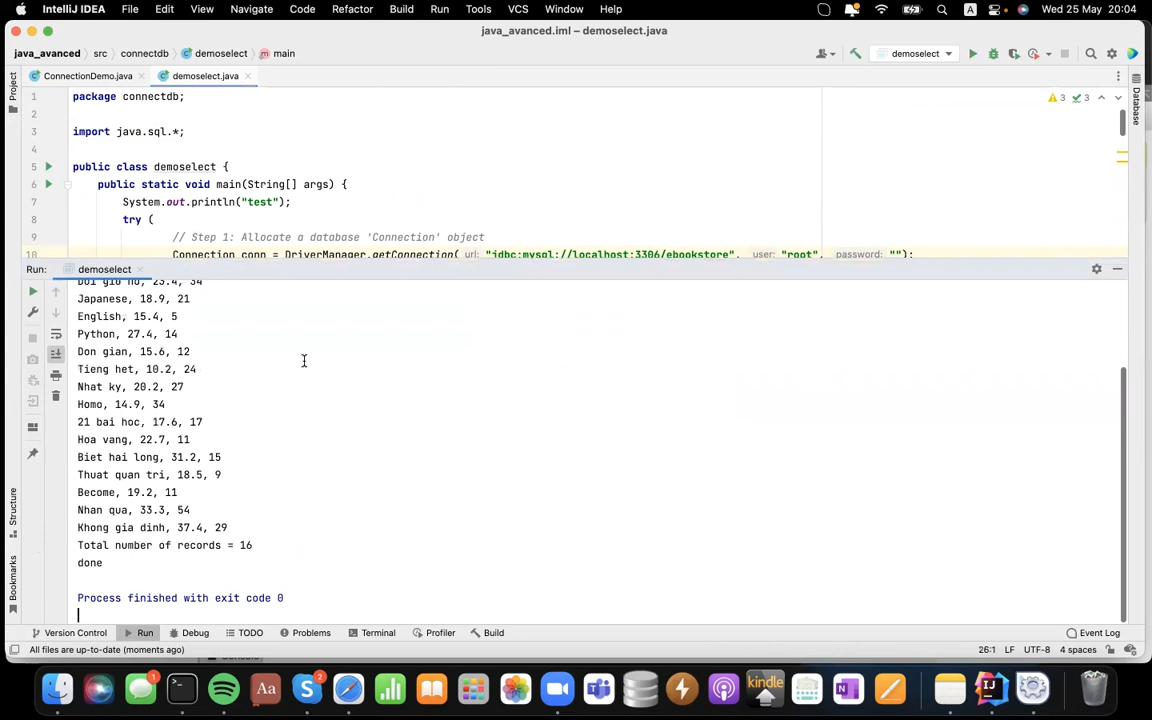 IntelliJ IDEA File Edit View Navigate Code Refactor Build Run Tools VCS Window Help A Wed 25 May 20:04
java_avanced.iml – demoselect.java
java_avanced src connectdb demoselect main demoselect
ConnectionDemo.java demoselect.java
Project
Database
1 package connectdb;
3 3
2
3 import java.sql.*;
4
5 public class demoselect {
6 public static void main(String[] args) {
7 System.out.println("test");
8 try (
9 // Step 1: Allocate a database 'Connection' object
10 Connection conn = DriverManager.getConnection( url: "jdbc:mysql://localhost:3306/ebookstore", user: "root", password: "");
Run: demoselect
Japanese, 18.9, 21
English, 15.4, 5
Python, 27.4, 14
Don gian, 15.6, 12
Tieng het, 10.2, 24
Nhat ky, 20.2, 27
Homo, 14.9, 34
21 bai hoc, 17.6, 17
Hoa vang, 22.7, 11
Biet hai long, 31.2, 15
Thuat quan tri, 18.5, 9
Become, 19.2, 11
Nhan qua, 33.3, 54
Khong gia dinh, 37.4, 29
Total number of records = 16
done
Process finished with exit code 0
Structure
Bookmarks
Version Control Run Debug TODO Problems Terminal Profiler Build Event Log
All files are up-to-date (moments ago) 26:1 LF UTF-8 4 spaces
1
Aa
2
kindle
N
IJ